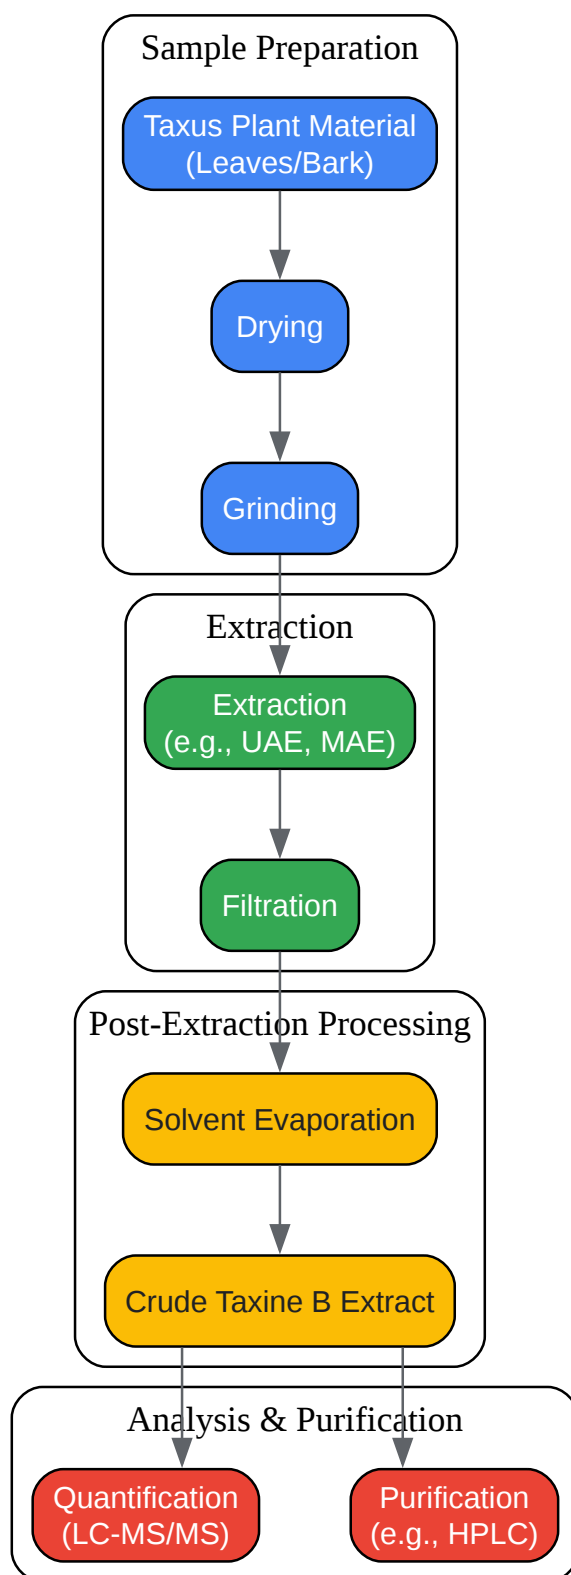 Sample Preparation
Taxus Plant Material
(Leaves/Bark)
Drying
Grinding
Extraction
Extraction
(e.g., UAE, MAE)
Filtration
Post-Extraction Processing
Solvent Evaporation
Crude Taxine B Extract
Analysis & Purification
Quantification
(LC-MS/MS)
Purification
(e.g., HPLC)